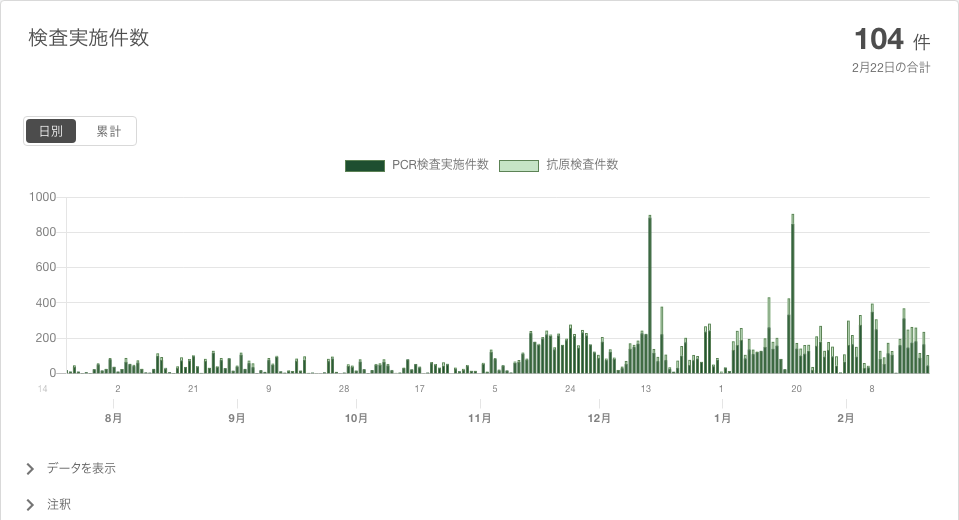 検査実施件数
104 件
2月22日の合計
日別 累計
PCR検査実施件数 抗原検査件数
1000
800
600
400
200
0
14 2 21 9 28 17 5 24 13 1 20 8
8月 9月 10月 11月 12月 1月 2月
データを表示
注釈